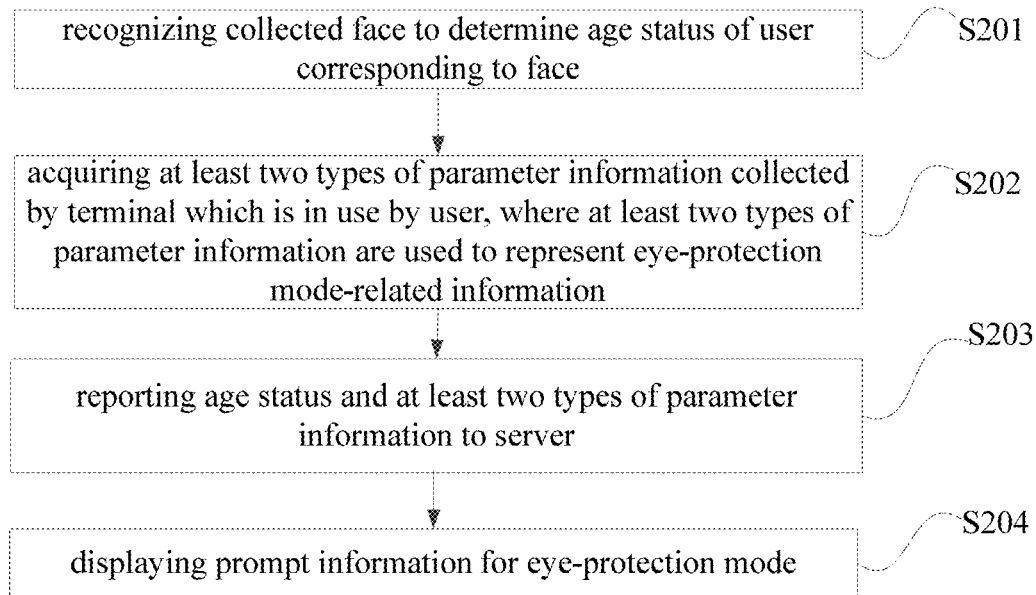 recognizing collected face to determine age status of user
corresponding to face
S201
acquiring at least two types of parameter information collected
by terminal which is in use by user, where at least two types of
parameter information are used to represent eye-protection
mode-related information
S202
reporting age status and at least two types of parameter
information to server
S203
displaying prompt information for eye-protection mode
S204